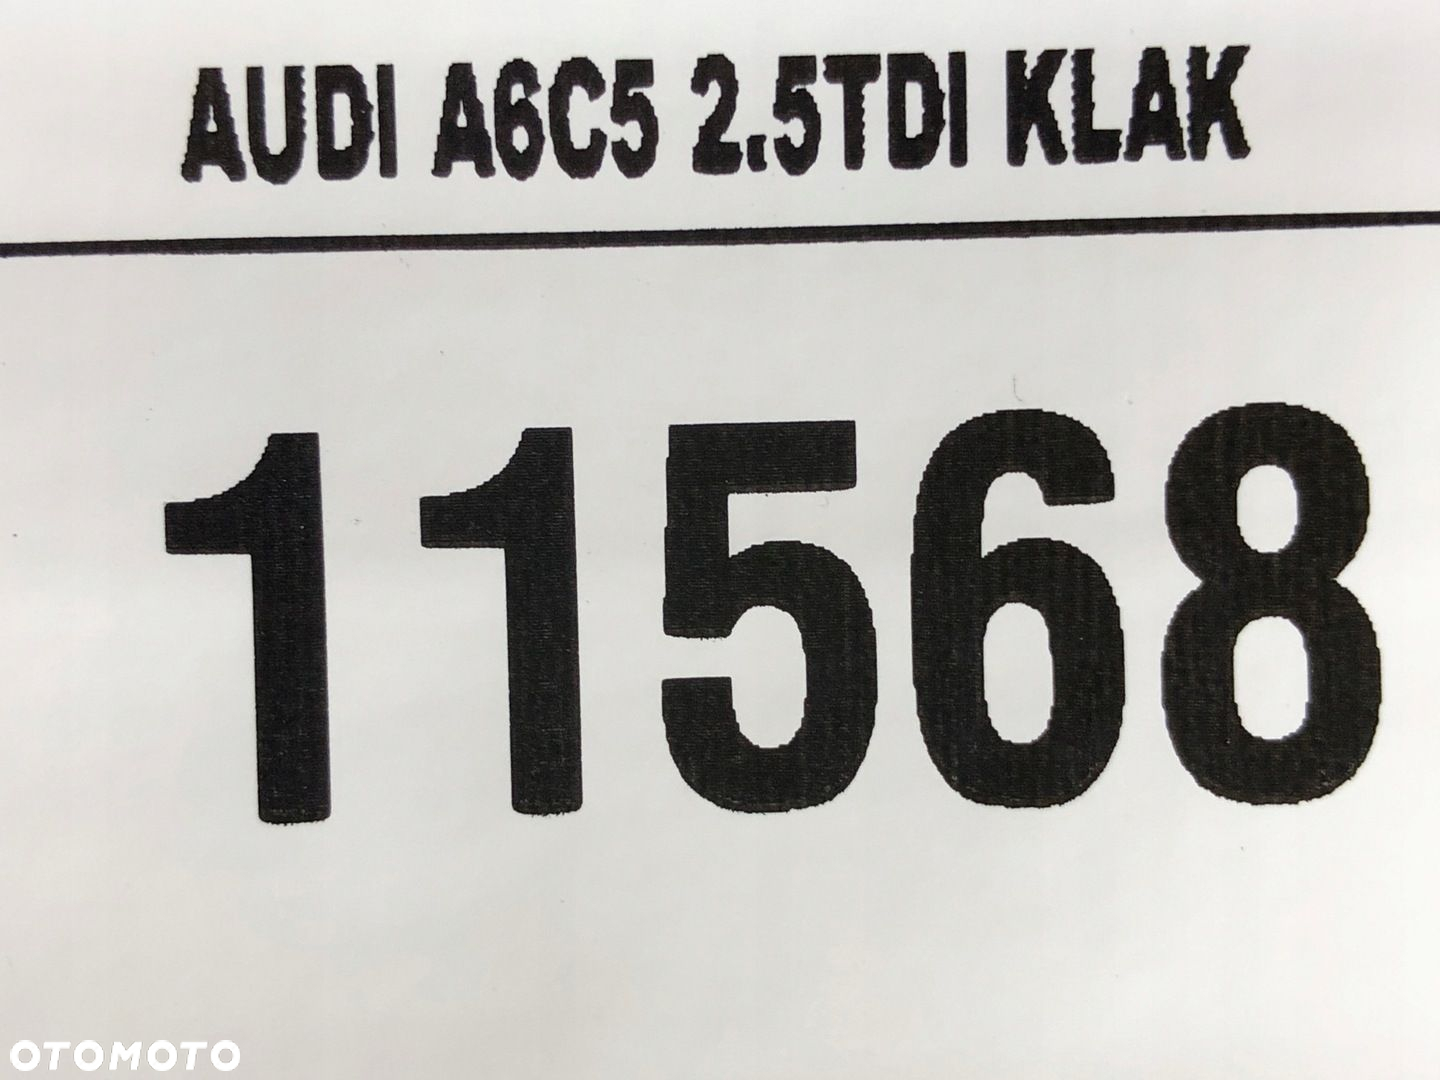 AUDI A6C5 2.5TDI KLAK
11568
OTOMOTO